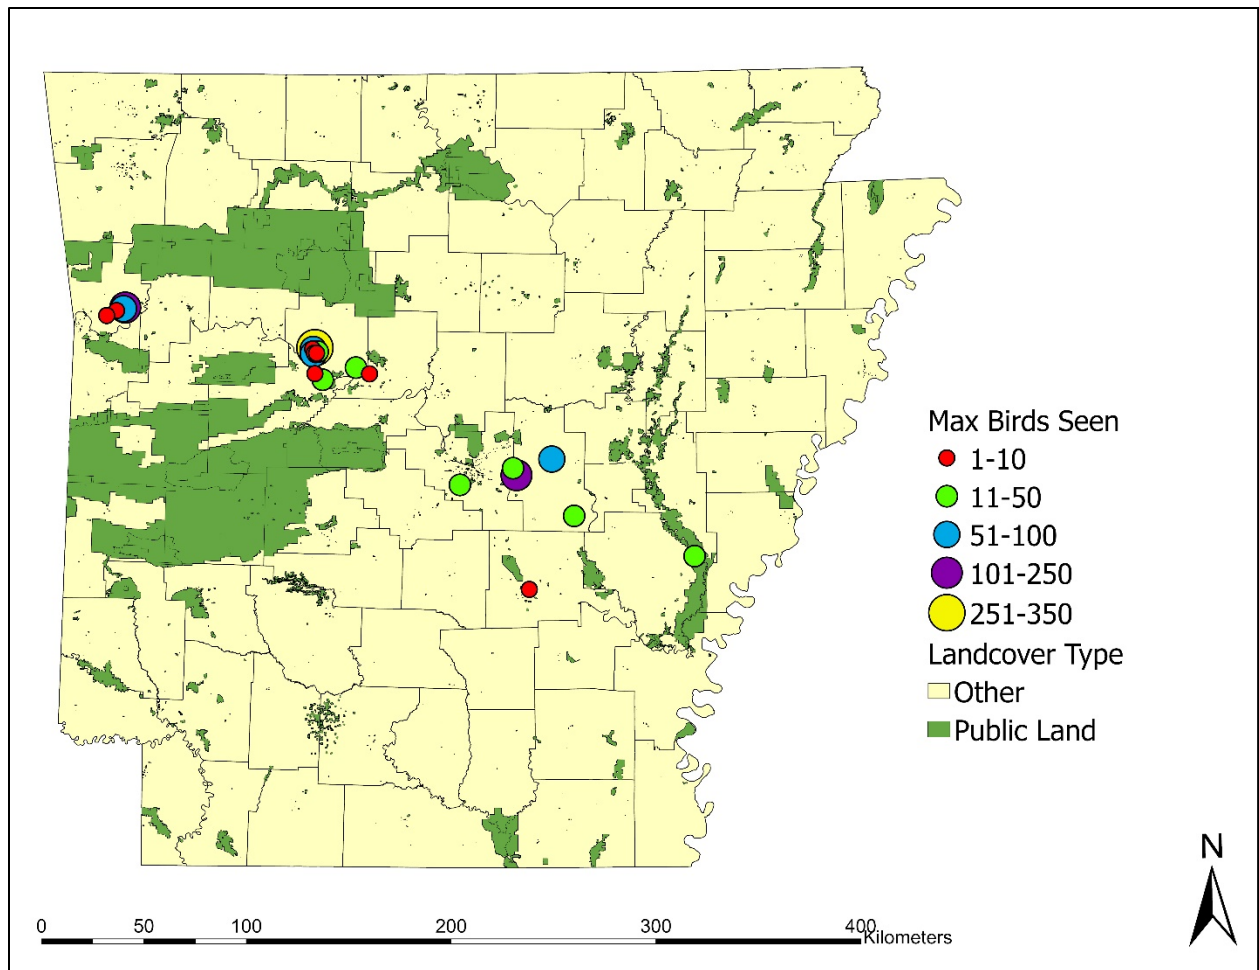 Max Birds Seen
1-10
11-50
51-100
101-250
251-350
Landcover Type
Other
Public Land
N
0 50 100 200 300 400
Kilometers